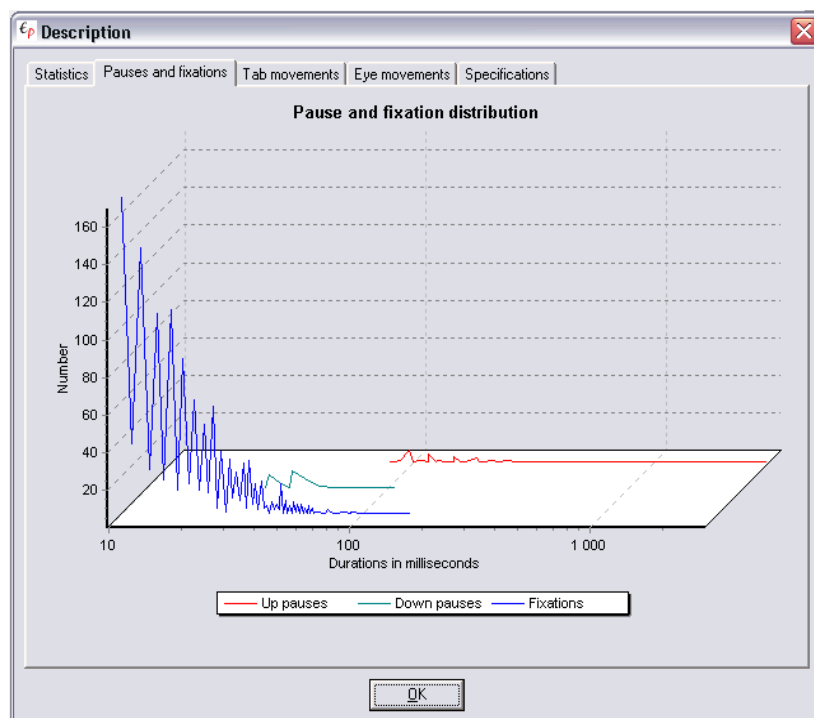 εp Description
Statistics Pauses and fixations Tab movements Eye movements Specifications
Pause and fixation distribution
160
140
120
100
80
60
40
20
Number
10 100 1 000
Durations in milliseconds
Up pauses Down pauses Fixations
OK